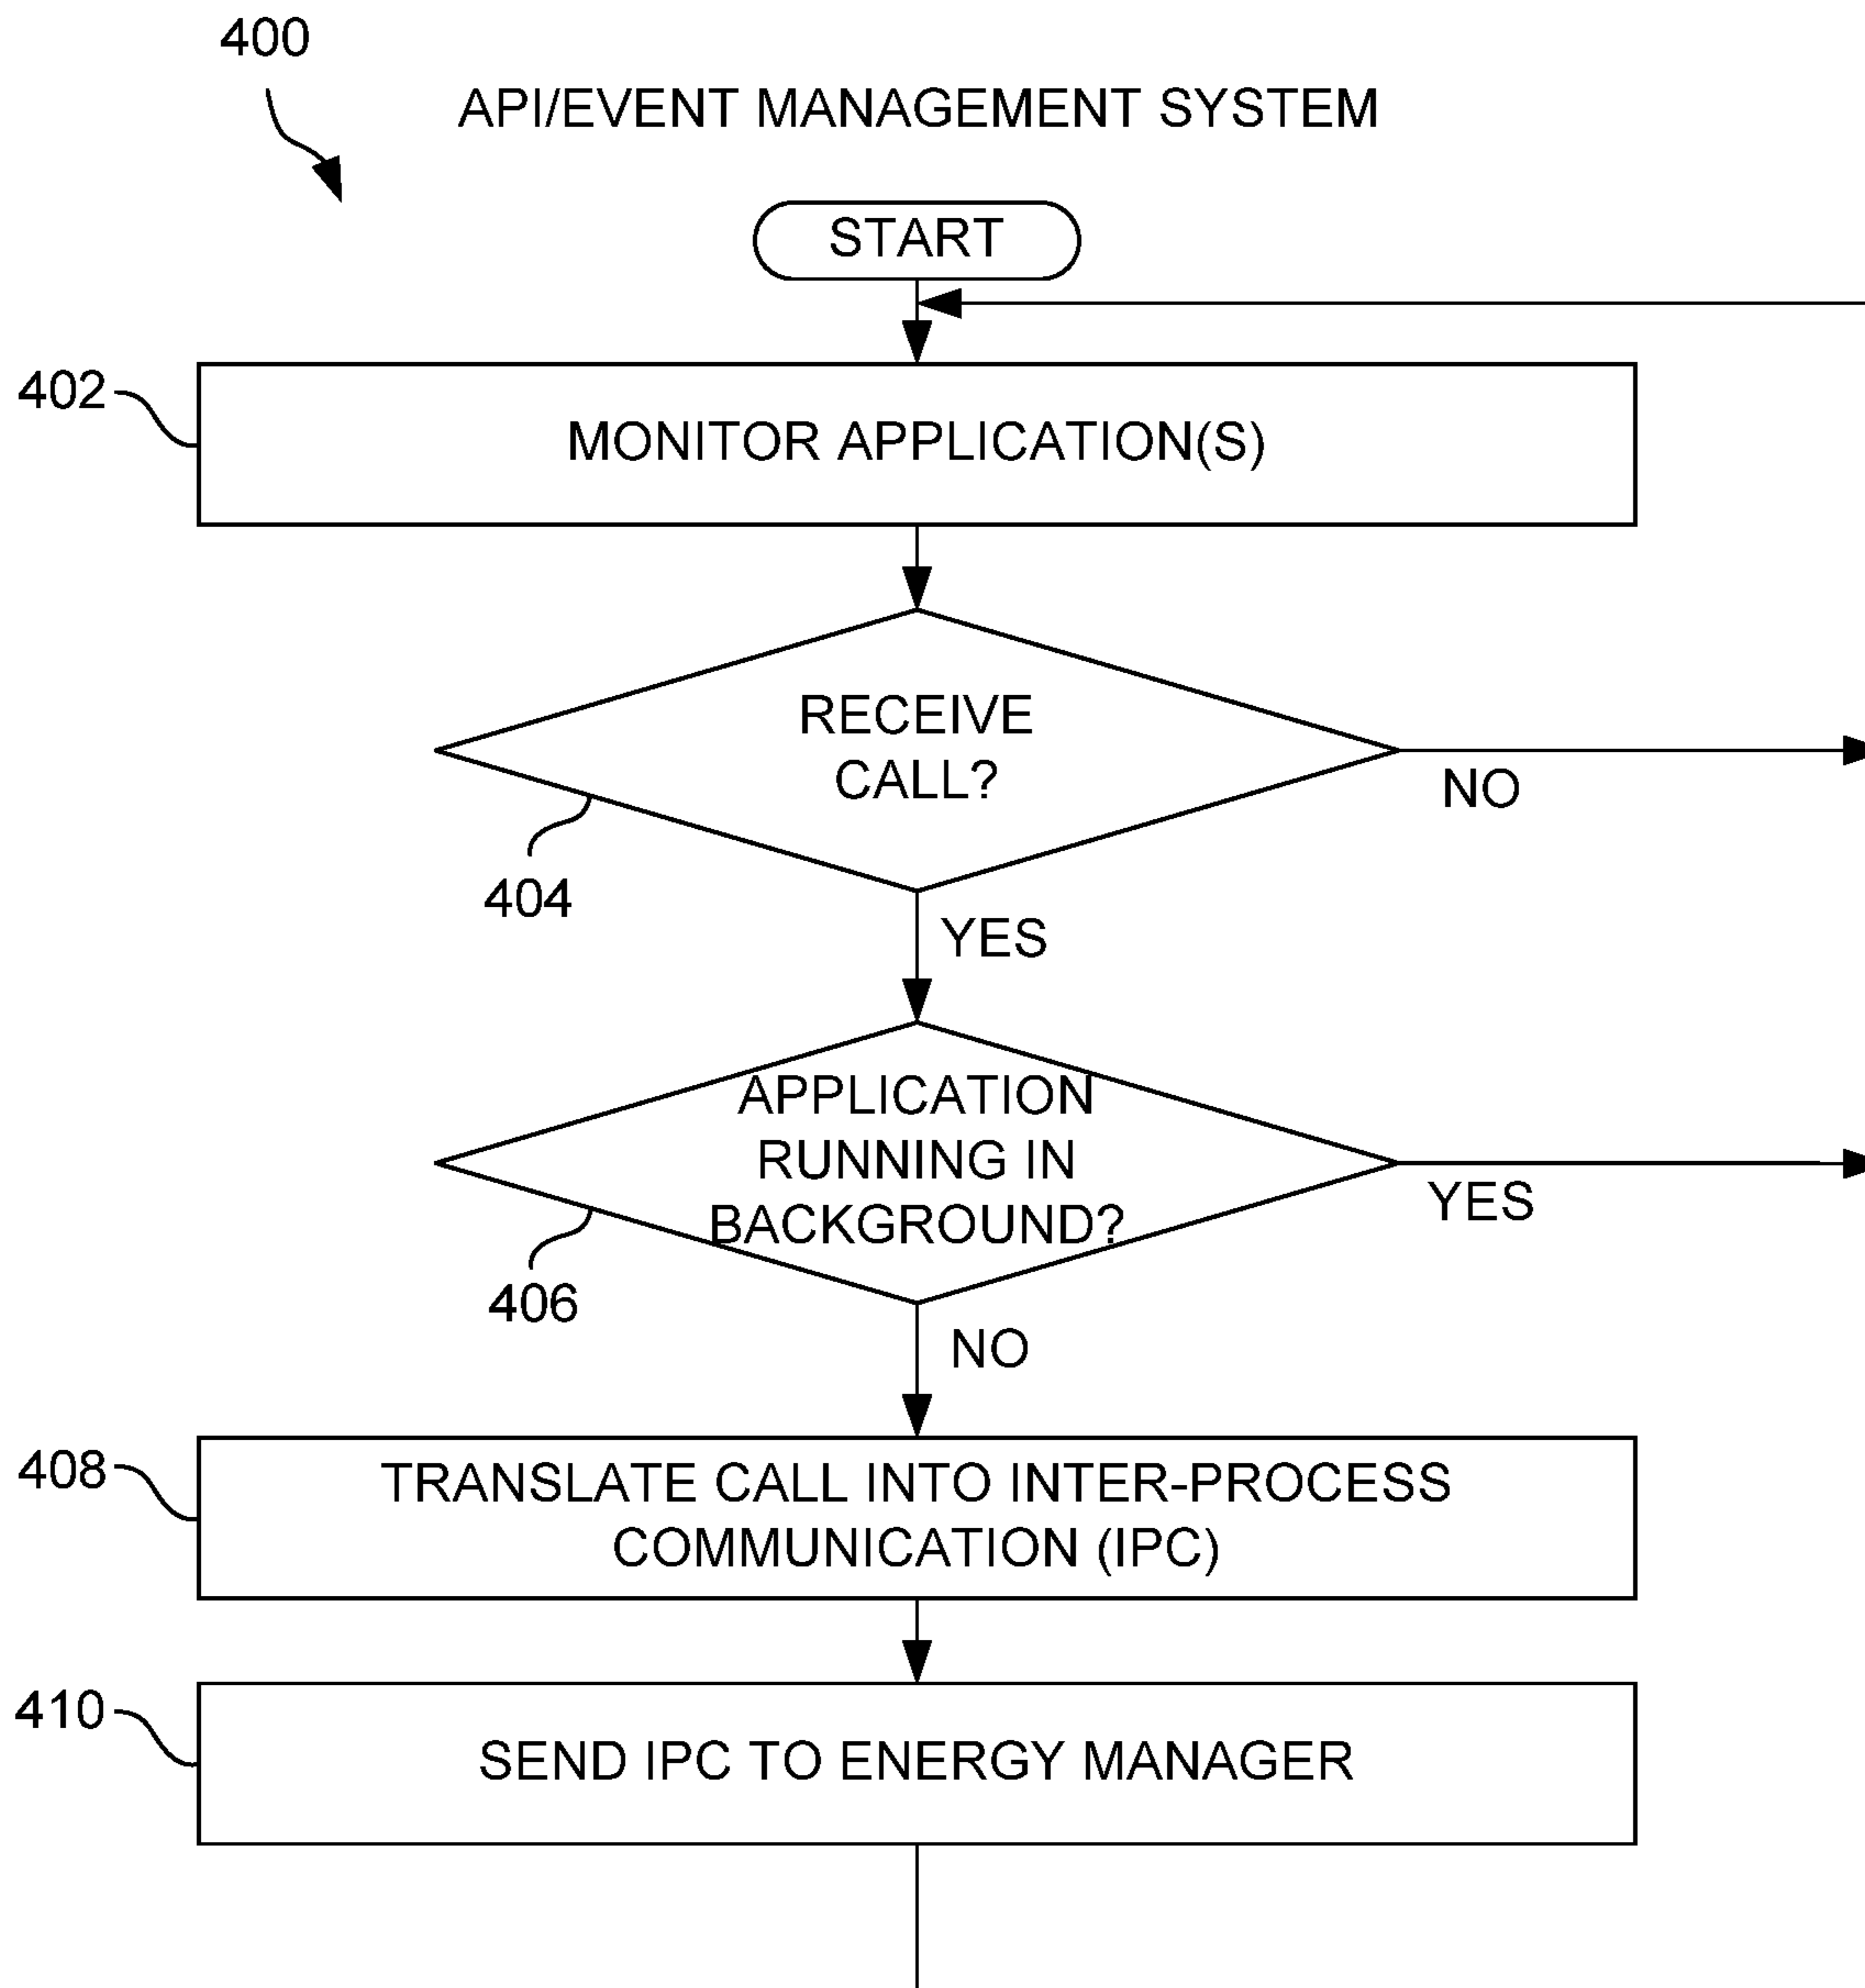 400
API/EVENT MANAGEMENT SYSTEM
START
402
MONITOR APPLICATION(S)
RECEIVE
CALL?
NO
404
YES
APPLICATION
RUNNING IN
BACKGROUND?
YES
406
NO
408
TRANSLATE CALL INTO INTER-PROCESS
COMMUNICATION (IPC)
410
SEND IPC TO ENERGY MANAGER